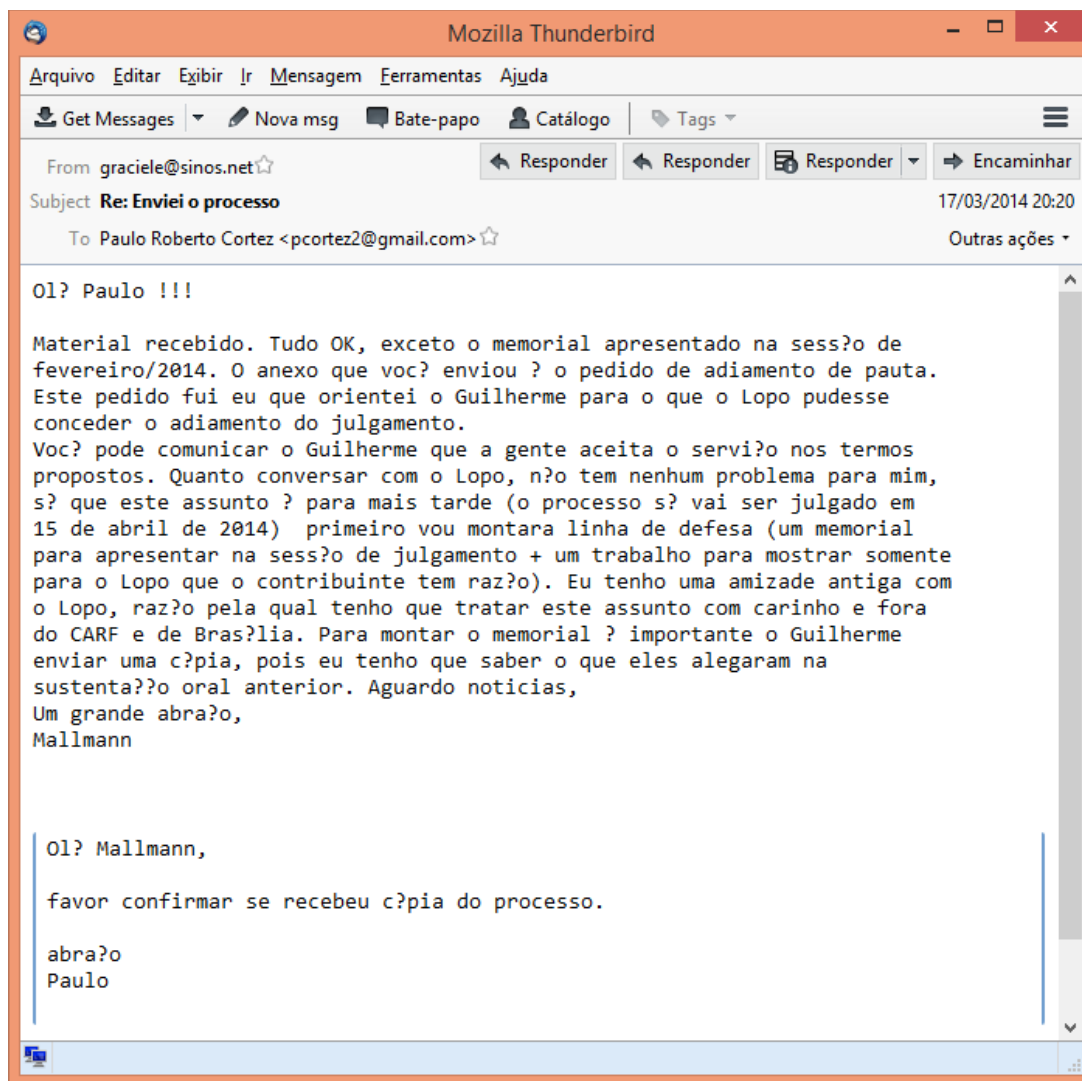 Mozilla Thunderbird
Arquivo Editar Exibir Ir Mensagem Ferramentas Ajuda
Get Messages Nova msg Bate-papo Catálogo Tags
From graciele@sinos.net Responder Responder Responder Encaminhar
Subject Re: Enviei o processo 17/03/2014 20:20
To Paulo Roberto Cortez <pcortez2@gmail.com> Outras ações
Ol? Paulo !!!
Material recebido. Tudo OK, exceto o memorial apresentado na sess?o de
fevereiro/2014. O anexo que voc? enviou ? o pedido de adiamento de pauta.
Este pedido fui eu que orientei o Guilherme para o que o Lopo pudesse
conceder o adiamento do julgamento.
Voc? pode comunicar o Guilherme que a gente aceita o servi?o nos termos
propostos. Quanto conversar com o Lopo, n?o tem nenhum problema para mim,
s? que este assunto ? para mais tarde (o processo s? vai ser julgado em
15 de abril de 2014)  primeiro vou montara linha de defesa (um memorial
para apresentar na sess?o de julgamento + um trabalho para mostrar somente
para o Lopo que o contribuinte tem raz?o). Eu tenho uma amizade antiga com
o Lopo, raz?o pela qual tenho que tratar este assunto com carinho e fora
do CARF e de Bras?lia. Para montar o memorial ? importante o Guilherme
enviar uma c?pia, pois eu tenho que saber o que eles alegaram na
sustenta??o oral anterior. Aguardo noticias,
Um grande abra?o,
Mallmann
Ol? Mallmann,
favor confirmar se recebeu c?pia do processo.
abra?o
Paulo